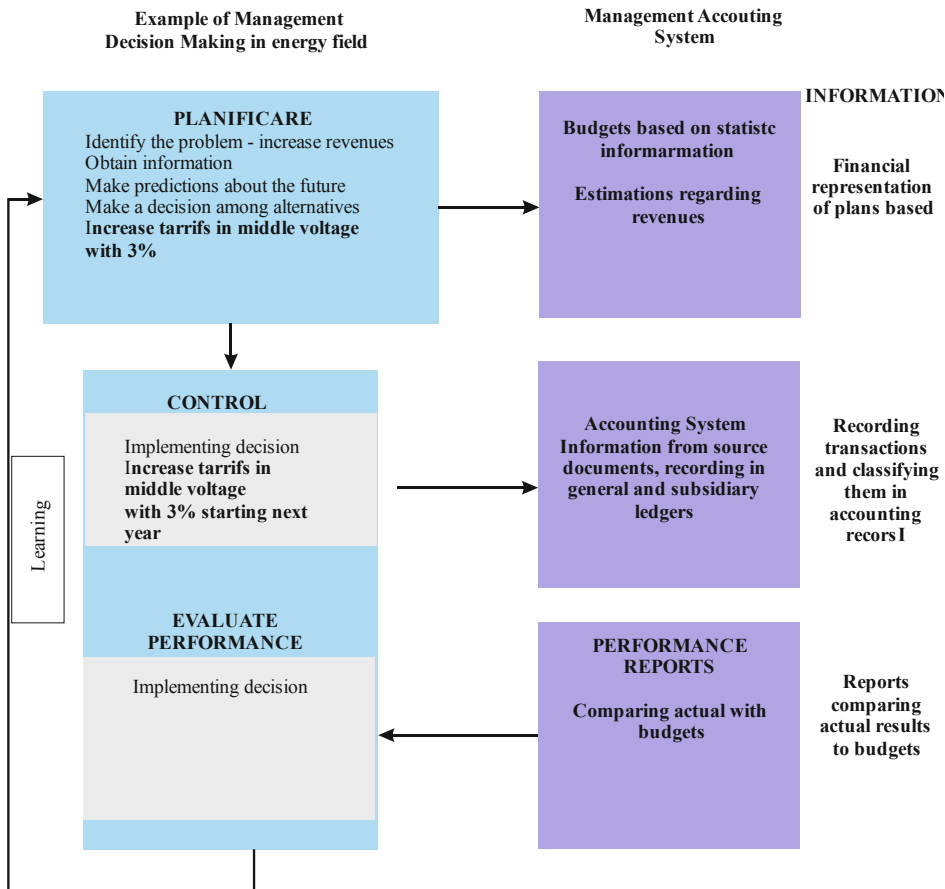 Example of Management
Decision Making in energy field
Management Accouting
System
PLANIFICARE
Identify the problem - increase revenues
Obtain information
Make predictions about the future
Make a decision among alternatives
Increase tarrifs in middle voltage
with 3%
Budgets based on statistc
informarmation
Estimations regarding
revenues
INFORMATION
Financial
representation
of plans based
CONTROL
Implementing decision
Increase tarrifs in
middle voltage
with 3% starting next
year
Accounting System
Information from source
documents, recording in
general and subsidiary
ledgers
Recording
transactions
and classifying
them in
accounting
recorsI
Learning
EVALUATE
PERFORMANCE
Implementing decision
PERFORMANCE
REPORTS
Comparing actual with
budgets
Reports
comparing
actual results
to budgets